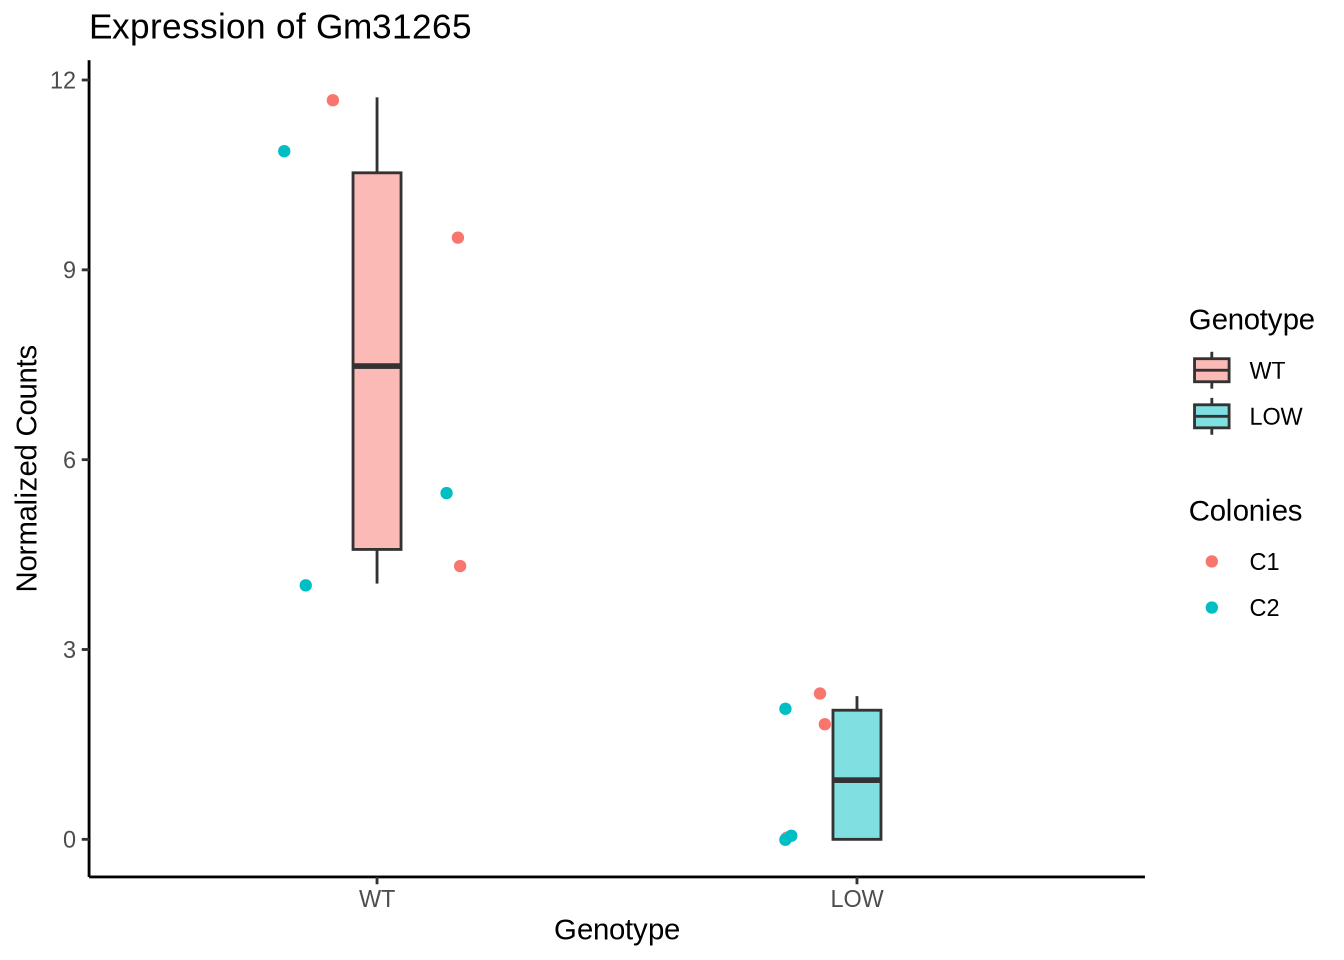 Expression of Gm31265
12
9
6
3
0
Normalized Counts
WT
LOW
Genotype
Genotype
WT
LOW
Colonies
C1
C2